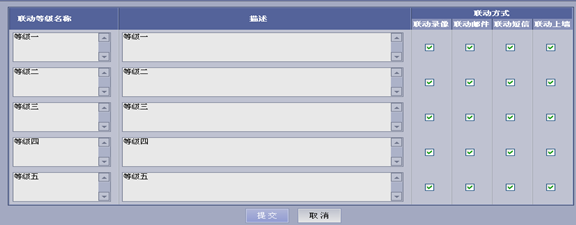 联动等级名称 描述 联动方式
联动录像 联动邮件 联动短信 联动上墙
等级一 等级一
等级二 等级二
等级三 等级三
等级四 等级四
等级五 等级五
提交 取消